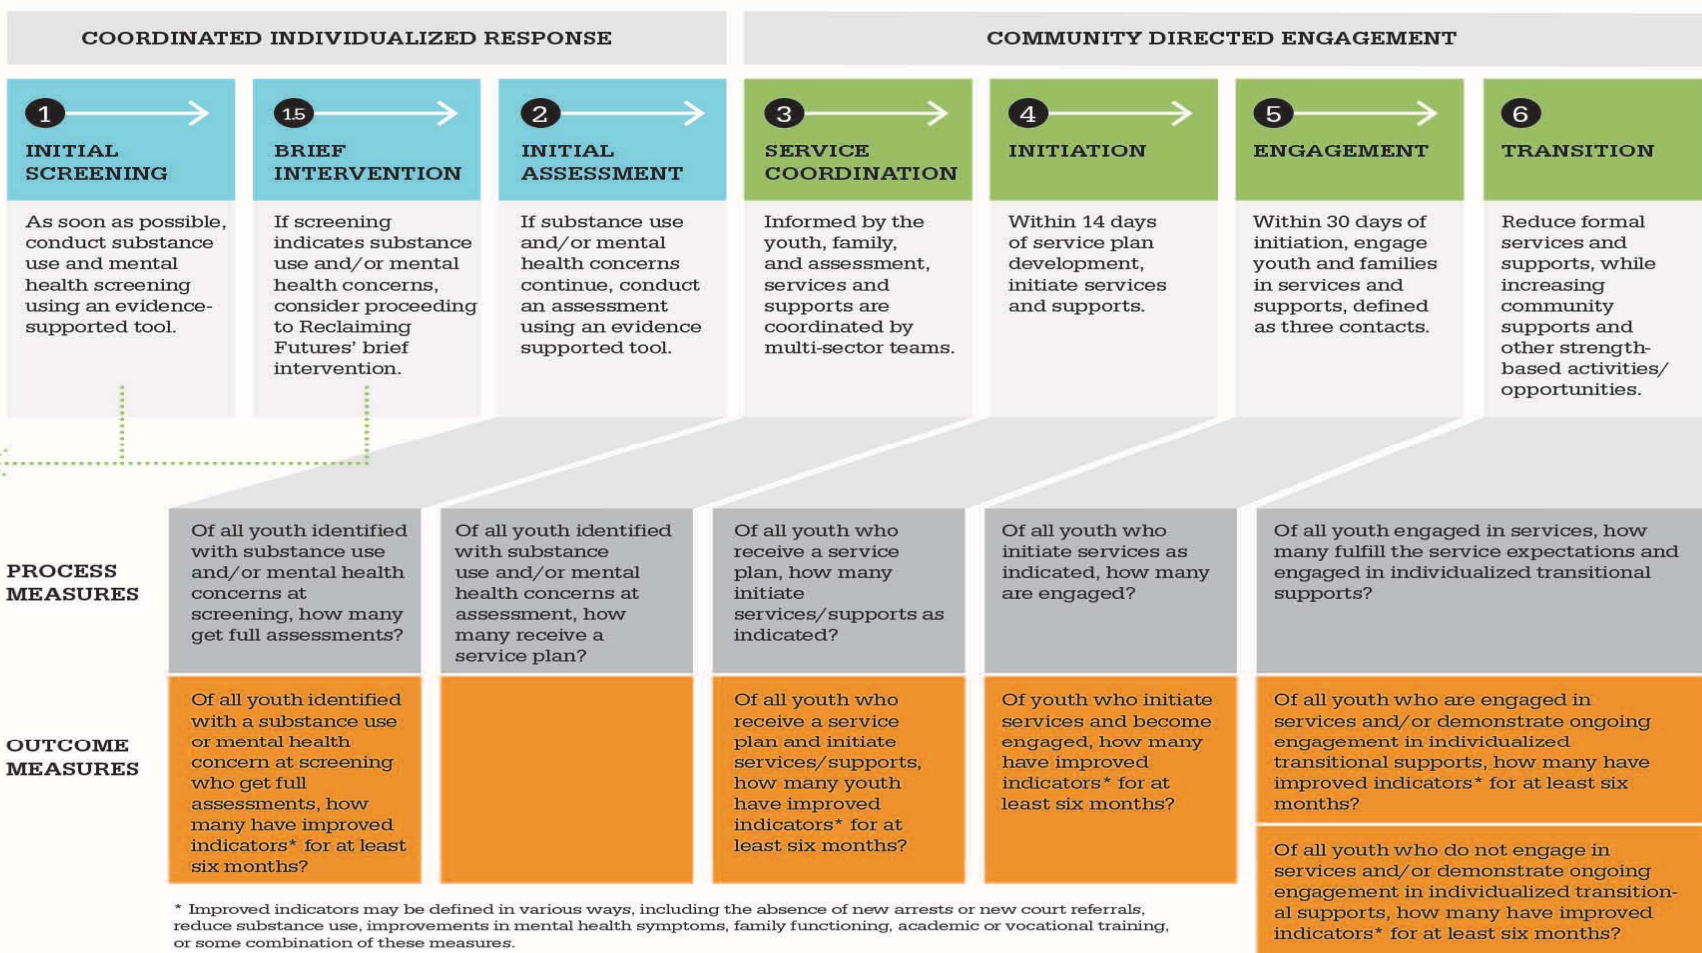 COORDINATED INDIVIDUALIZED RESPONSE
COMMUNITY DIRECTED ENGAGEMENT
1
INITIAL
SCREENING
As soon as possible,
conduct substance
use and mental
health screening
using an evidence-
supported tool.
1.5
BRIEF
INTERVENTION
If screening
indicates substance
use and/or mental
health concerns,
consider proceeding
to Reclaiming
Futures’ brief
intervention.
2
INITIAL
ASSESSMENT
If substance use
and/or mental
health concerns
continue, conduct
an assessment
using an evidence
supported tool.
3
SERVICE
COORDINATION
Informed by the
youth, family,
and assessment,
services and
supports are
coordinated by
multi-sector teams.
4
INITIATION
Within 14 days
of service plan
development,
initiate services
and supports.
5
ENGAGEMENT
Within 30 days of
initiation, engage
youth and families
in services and
supports, defined
as three contacts.
6
TRANSITION
Reduce formal
services and
supports, while
increasing
community
supports and
other strength-
based activities/
opportunities.
PROCESS
MEASURES
Of all youth identified
with substance use
and/or mental health
concerns at
screening, how many
get full assessments?
Of all youth identified
with substance
use and/or mental
health concerns at
assessment, how
many receive a
service plan?
Of all youth who
receive a service
plan, how many
initiate
services/supports as
indicated?
Of all youth who
initiate services as
indicated, how many
are engaged?
Of all youth engaged in services, how
many fulfill the service expectations and
engaged in individualized transitional
supports?
OUTCOME
MEASURES
Of all youth identified
with a substance use
or mental health
concern at screening
who get full
assessments, how
many have improved
indicators* for at least
six months?
Of all youth who
receive a service
plan and initiate
services/supports,
how many youth
have improved
indicators* for at
least six months?
Of youth who initiate
services and become
engaged, how many
have improved
indicators* for at
least six months?
Of all youth who are engaged in
services and/or demonstrate ongoing
engagement in individualized
transitional supports, how many have
improved indicators* for at least six
months?
Of all youth who do not engage in
services and/or demonstrate ongoing
engagement in individualized transition-
al supports, how many have improved
indicators* for at least six months?
* Improved indicators may be defined in various ways, including the absence of new arrests or new court referrals,
reduce substance use, improvements in mental health symptoms, family functioning, academic or vocational training,
or some combination of these measures.